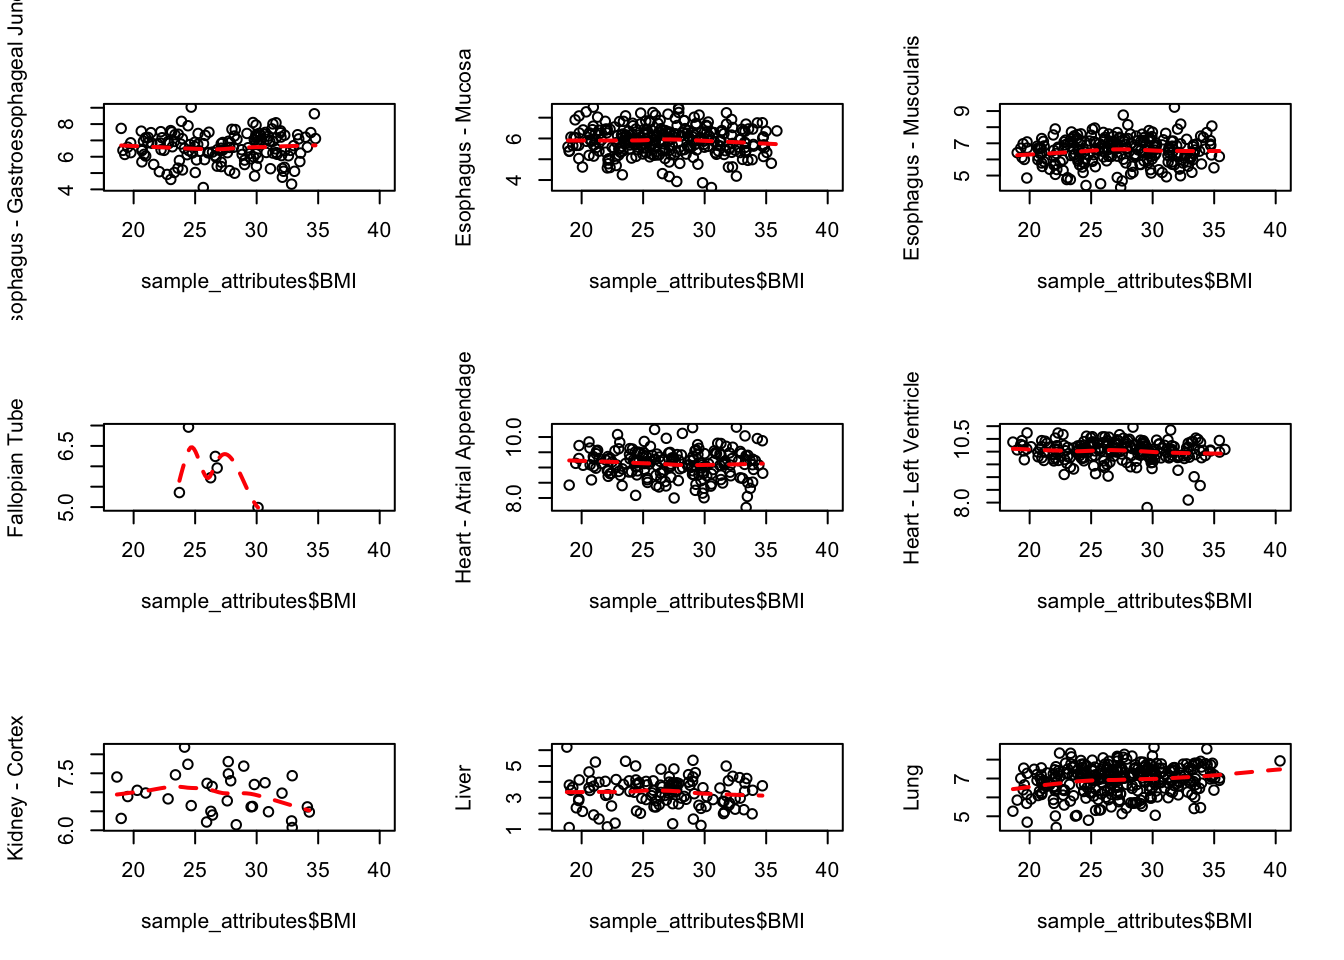 sophagus - Gastroesophageal Junc
4 6 8
20 25 30 35 40
sample_attributes$BMI
Esophagus - Mucosa
4 6
20 25 30 35 40
sample_attributes$BMI
Esophagus - Muscularis
5 7 9
20 25 30 35 40
sample_attributes$BMI
Fallopian Tube
5.0 6.5
20 25 30 35 40
sample_attributes$BMI
Heart - Atrial Appendage
8.0 10.0
20 25 30 35 40
sample_attributes$BMI
Heart - Left Ventricle
8.0 10.5
20 25 30 35 40
sample_attributes$BMI
Kidney - Cortex
6.0 7.5
20 25 30 35 40
sample_attributes$BMI
Liver
1 3 5
20 25 30 35 40
sample_attributes$BMI
Lung
5 7
20 25 30 35 40
sample_attributes$BMI